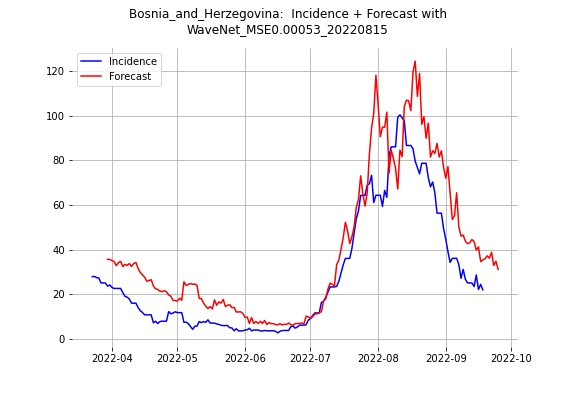 Bosnia_and_Herzegovina:  Incidence + Forecast with
WaveNet_MSE0.00053_20220815
Incidence
Forecast
120
100
80
60
40
20
0
2022-04 2022-05 2022-06 2022-07 2022-08 2022-09 2022-10